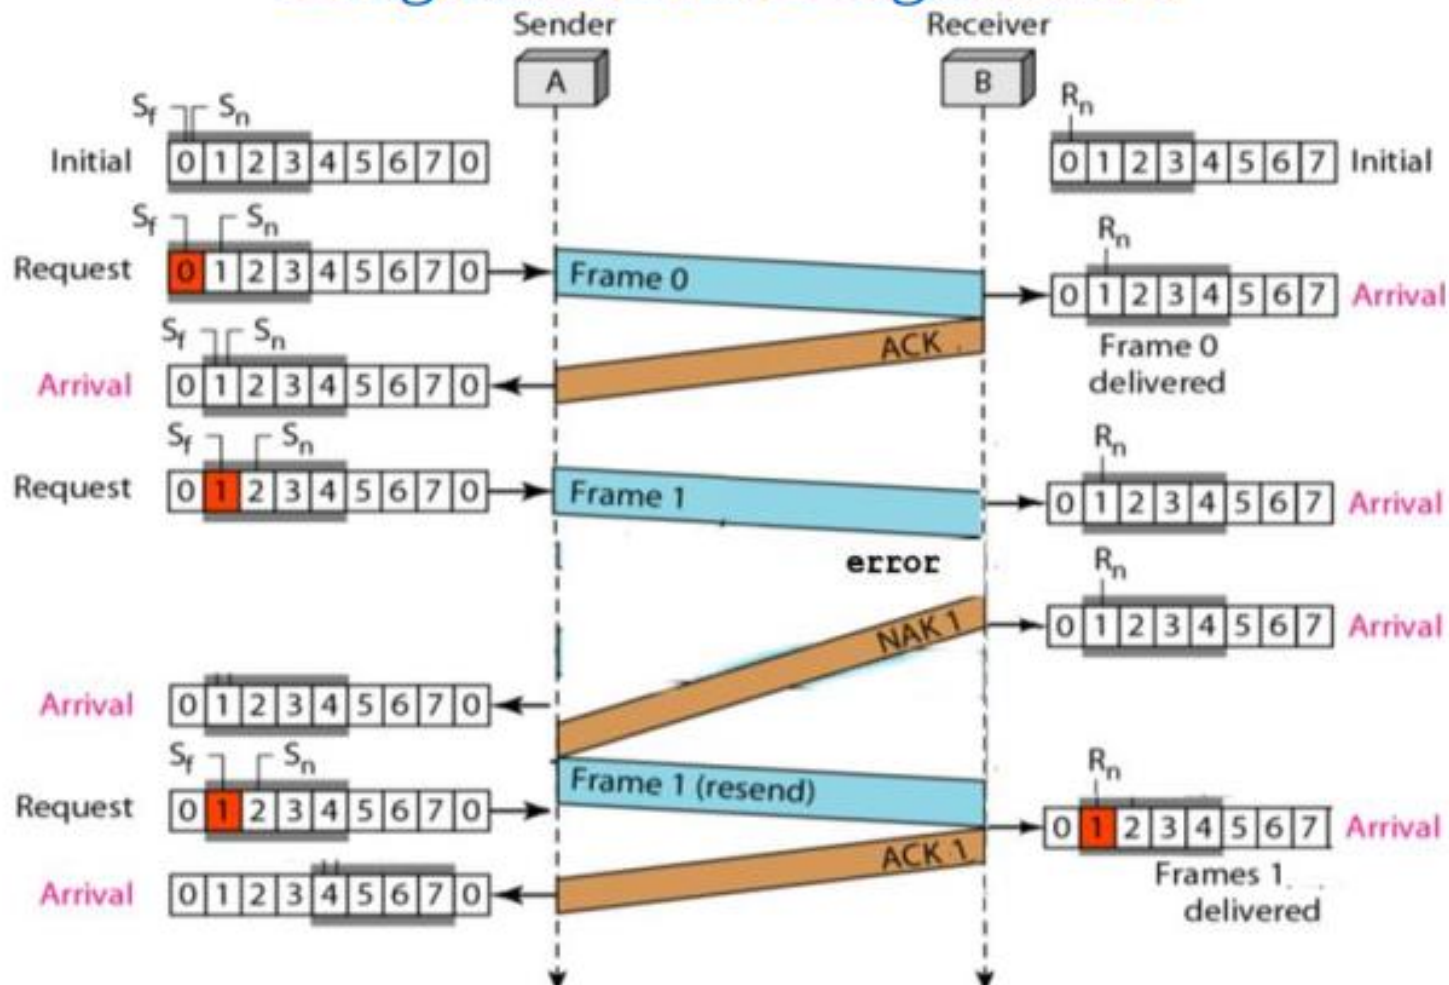 Sender Receiver
A B
Sf Sn Rn
Initial 0 1 2 3 4 5 6 7 0 0 1 2 3 4 5 6 7 Initial
Sf Sn Rn
Request 0 1 2 3 4 5 6 7 0 Frame 0 0 1 2 3 4 5 6 7 Arrival
Sf Sn ACK Frame 0
Arrival 0 1 2 3 4 5 6 7 0 delivered
Sf Sn Rn
Request 0 1 2 3 4 5 6 7 0 Frame 1 0 1 2 3 4 5 6 7 Arrival
error Rn
NAK 1 0 1 2 3 4 5 6 7 Arrival
Arrival 0 1 2 3 4 5 6 7 0
Sf Sn Rn
Request 0 1 2 3 4 5 6 7 0 Frame 1 (resend) 0 1 2 3 4 5 6 7 Arrival
ACK 1 Frames 1
Arrival 0 1 2 3 4 5 6 7 0 delivered